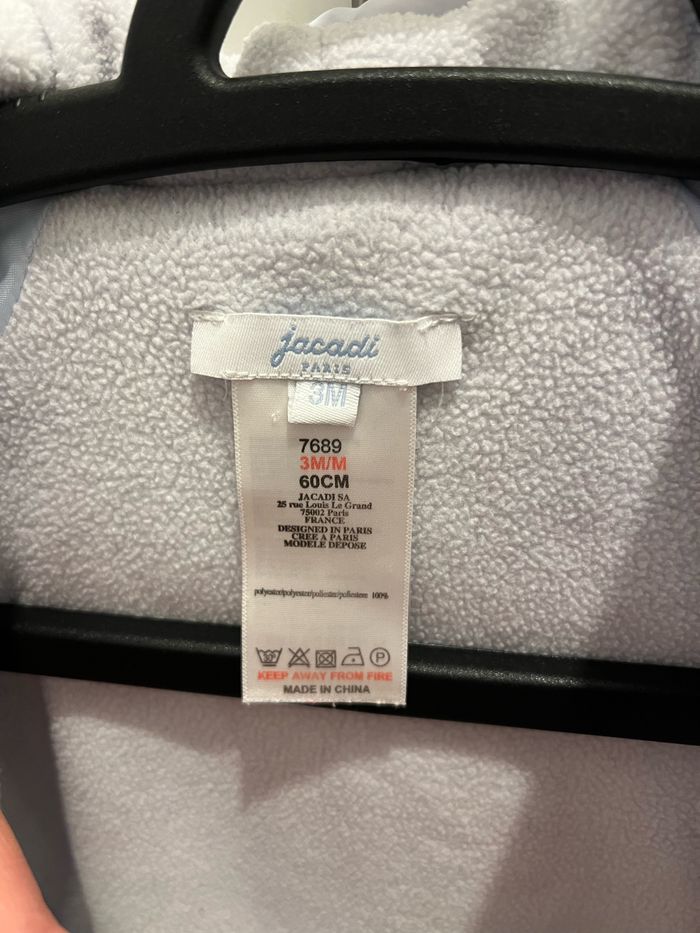 jacadi
PARIS
3M
7689
3M/M
60CM
JACADI SA
25 rue Louis Le Grand
75002 Paris
FRANCE
DESIGNED IN PARIS
CREE A PARIS
MODELE DEPOSE
polyester/polyester/poliester/poliestere 100%
30°
P
KEEP AWAY FROM FIRE
MADE IN CHINA